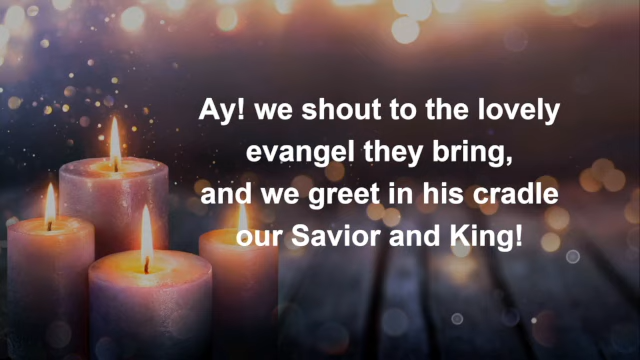 Ay! we shout to the lovely
evangel they bring,
and we greet in his cradle
our Savior and King!